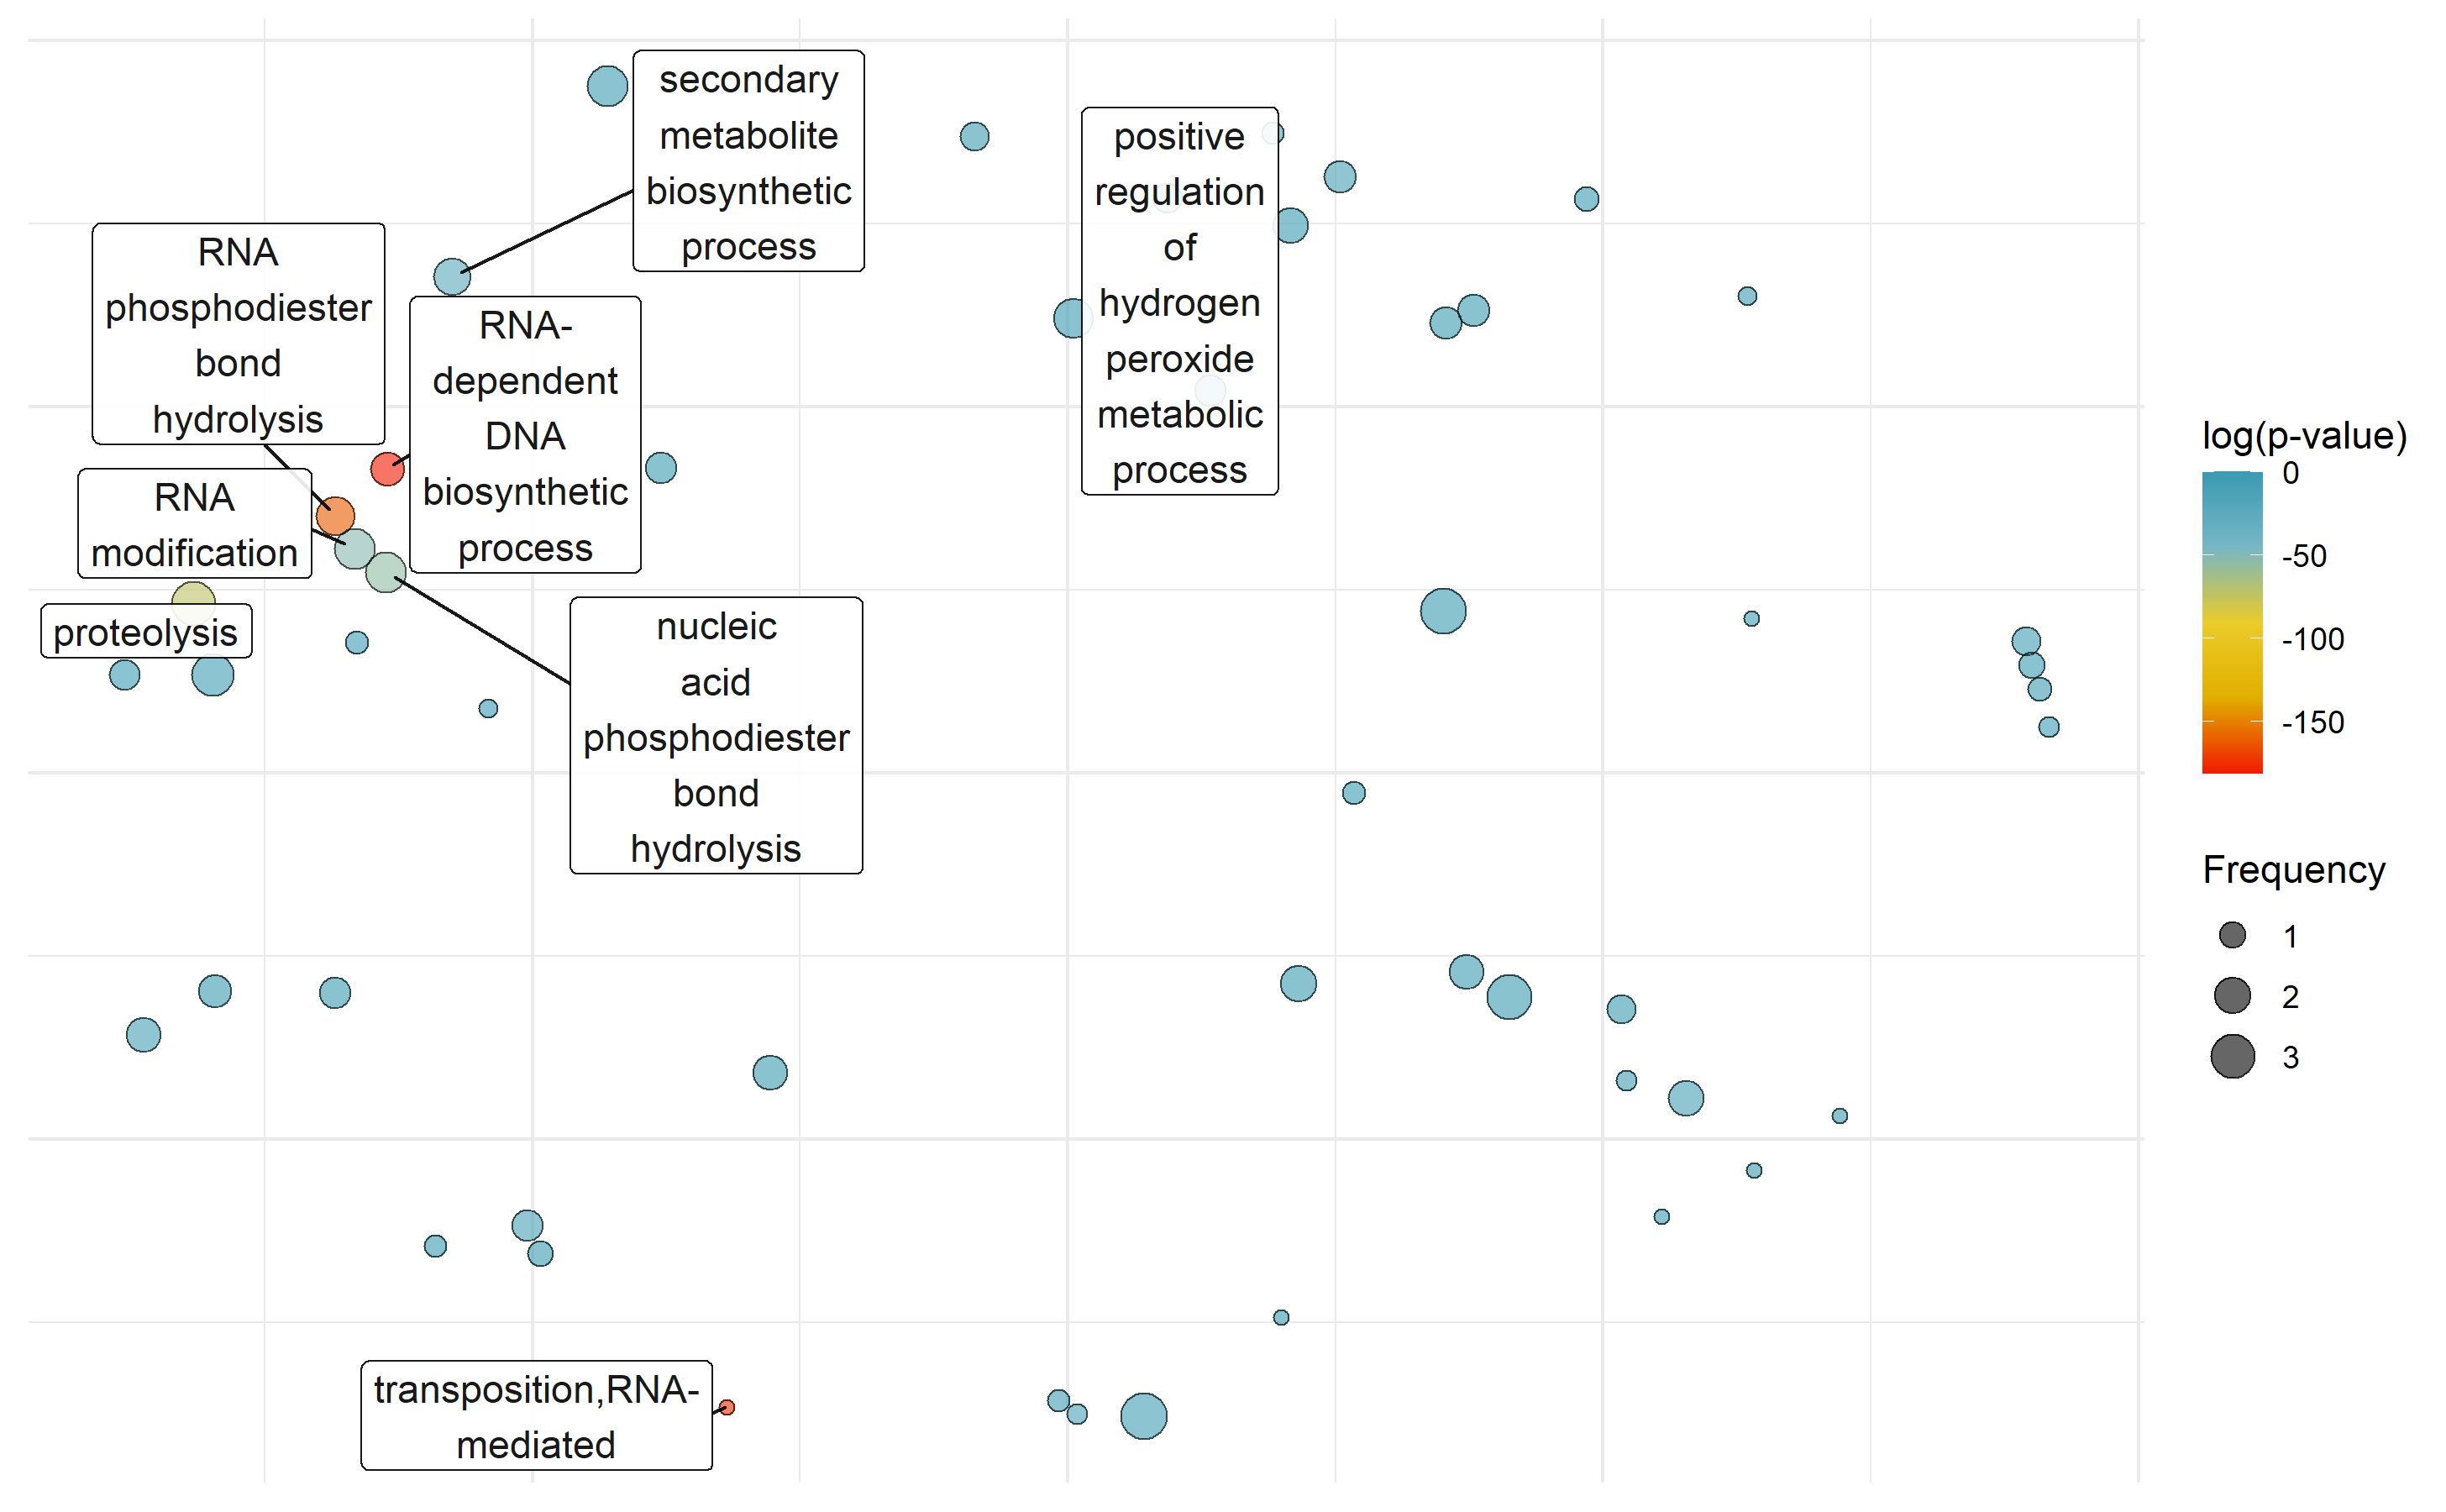 secondary
metabolite
biosynthetic
process
positive
regulation
of
hydrogen
peroxide
metabolic
process
RNA
phosphodiester
bond
hydrolysis
RNA-
dependent
DNA
biosynthetic
process
RNA
modification
proteolysis
nucleic
acid
phosphodiester
bond
hydrolysis
transposition,RNA-
mediated
log(p-value)
0
-50
-100
-150
Frequency
1
2
3